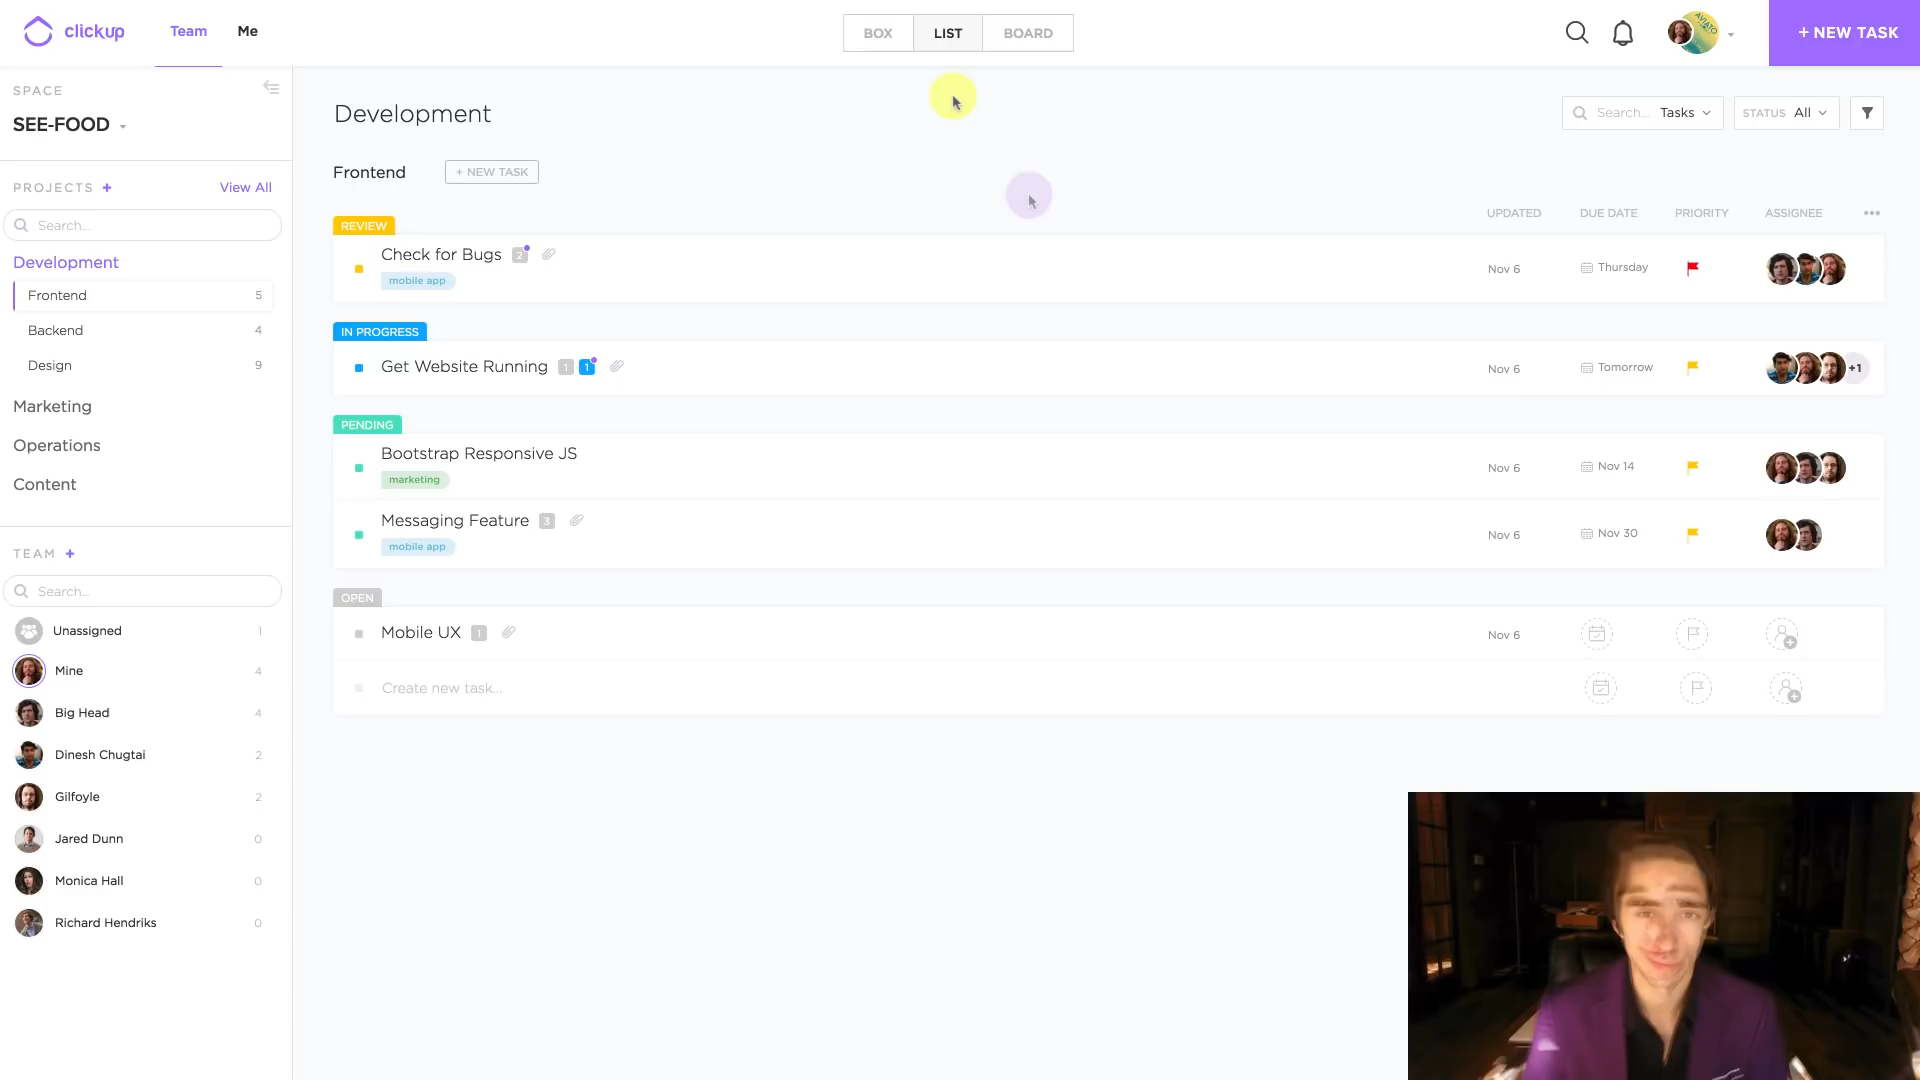 clickup Team Me BOX LIST BOARD + NEW TASK
SPACE
SEE-FOOD
PROJECTS + View All
Search...
Development
Frontend 5
Backend 4
Design 9
Marketing
Operations
Content
TEAM +
Search...
Unassigned 1
Mine 4
Big Head 4
Dinesh Chugtai 2
Gilfoyle 2
Jared Dunn 0
Monica Hall 0
Richard Hendriks 0
Development Search... Tasks STATUS All
Frontend + NEW TASK
UPDATED DUE DATE PRIORITY ASSIGNEE
REVIEW
Check for Bugs 2 Nov 6 Thursday
mobile app
IN PROGRESS
Get Website Running 1 1 Nov 6 Tomorrow +1
PENDING
Bootstrap Responsive JS Nov 6 Nov 14
marketing
Messaging Feature 3 Nov 6 Nov 30
mobile app
OPEN
Mobile UX 1 Nov 6
Create new task...
AVIATO